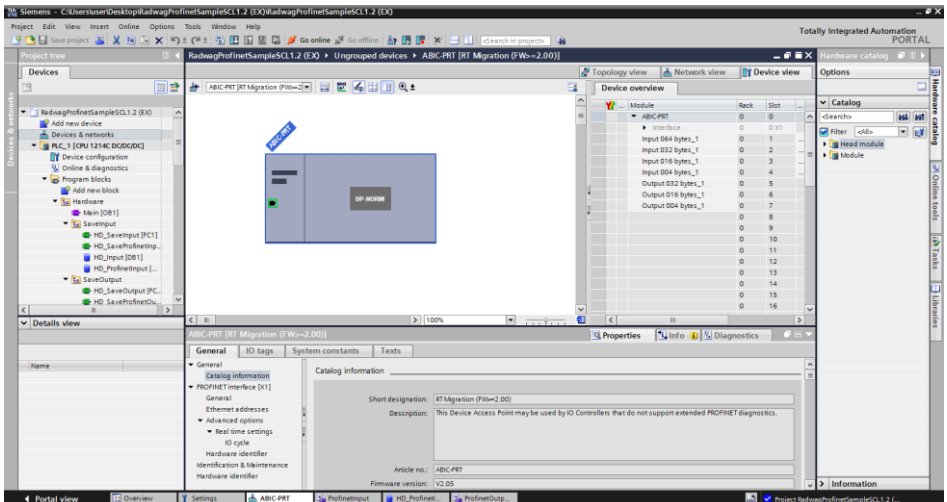 Siemens - C:\Users\user\Desktop\RadwagProfinetSampleSCL1.2 (EX)\RadwagProfinetSampleSCL1.2 (EX)
Project Edit View Insert Online Options Tools Window Help
Save project Go online Go offline <Search in project>
Totally Integrated Automation
PORTAL
Project tree
RadwagProfinetSampleSCL1.2 (EX) ▸ Ungrouped devices ▸ ABIC-PRT [RT Migration (FW>=2.00)]
Hardware catalog
Devices
Topology view Network view Device view
Options
ABIC-PRT [RT Migration (FW>=2
Device overview
Module Rack Slot
ABIC-PRT 0 0
Interface 0 0 X1
Input 064 bytes_1 0 1
Input 032 bytes_1 0 2
Input 016 bytes_1 0 3
Input 004 bytes_1 0 4
Output 032 bytes_1 0 5
Output 016 bytes_1 0 6
Output 004 bytes_1 0 7
0 8
0 9
0 10
0 11
0 12
0 13
0 14
0 15
0 16
RadwagProfinetSampleSCL1.2 (EX)
Add new device
Devices & networks
PLC_1 [CPU 1214C DC/DC/DC]
Device configuration
Online & diagnostics
Program blocks
Add new block
Hardware
Main [OB1]
SaveInput
HD_SaveInput [FC1]
HD_SaveProfinetInp...
HD_Input [DB1]
HD_ProfinetInput [...
SaveOutput
HD_SaveOutput [FC...
HD_SaveProfinetOu...
ABIC-PRT
DP-NORM
100%
Catalog
<Search>
Filter <All>
Head module
Module
Devices & networks
Hardware catalog
Online tools
Tasks
Libraries
Details view
Name
ABIC-PRT [RT Migration (FW>=2.00)]
Properties Info Diagnostics
General IO tags System constants Texts
General
Catalog information
PROFINET interface [X1]
General
Ethernet addresses
Advanced options
Real time settings
IO cycle
Hardware identifier
Identification & Maintenance
Hardware identifier
Catalog information
Short designation: RT Migration (FW>=2.00)
Description: This Device Access Point may be used by IO Controllers that do not support extended PROFINET diagnostics.
Article no.: ABIC-PRT
Firmware version: V2.05
Information
Portal view Overview Settings ABIC-PRT ProfinetInput HD_Profinet... ProfinetOutp...
Project RadwagProfinetSampleSCL1.2 (...